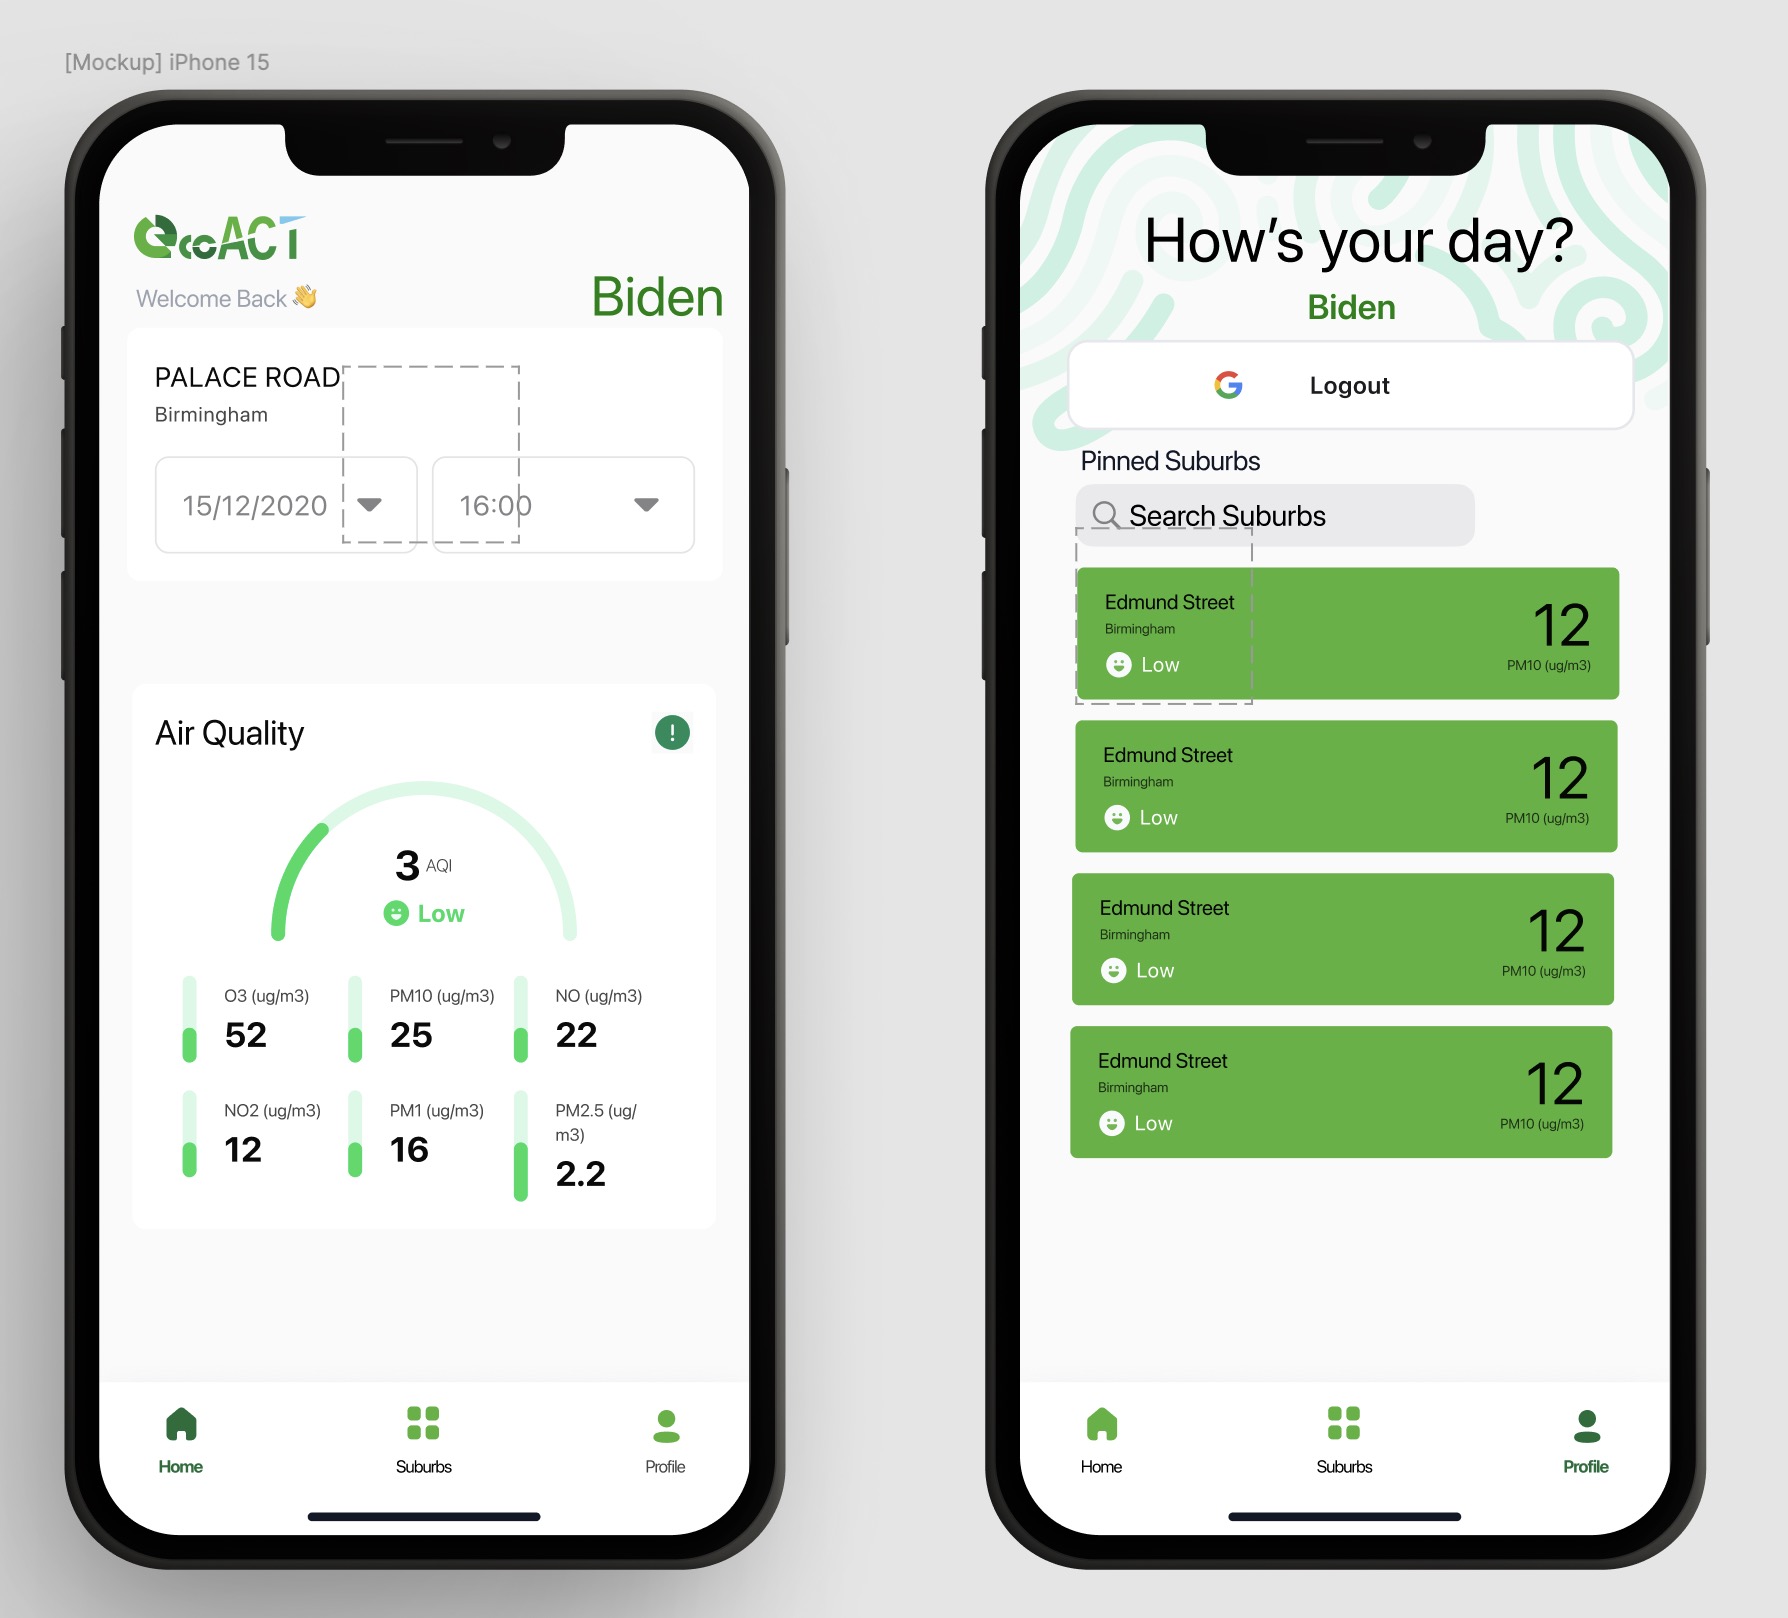 [Mockup] iPhone 15
EcoACT
Welcome Back 👋
Biden
PALACE ROAD
Birmingham
15/12/2020
16:00
Air Quality
!
3 AQI
Low
O3 (ug/m3)
52
PM10 (ug/m3)
25
NO (ug/m3)
22
NO2 (ug/m3)
12
PM1 (ug/m3)
16
PM2.5 (ug/
m3)
2.2
Home
Suburbs
Profile
How’s your day?
Biden
G
Logout
Pinned Suburbs
Search Suburbs
Edmund Street
Birmingham
Low
12
PM10 (ug/m3)
Edmund Street
Birmingham
Low
12
PM10 (ug/m3)
Edmund Street
Birmingham
Low
12
PM10 (ug/m3)
Edmund Street
Birmingham
Low
12
PM10 (ug/m3)
Home
Suburbs
Profile